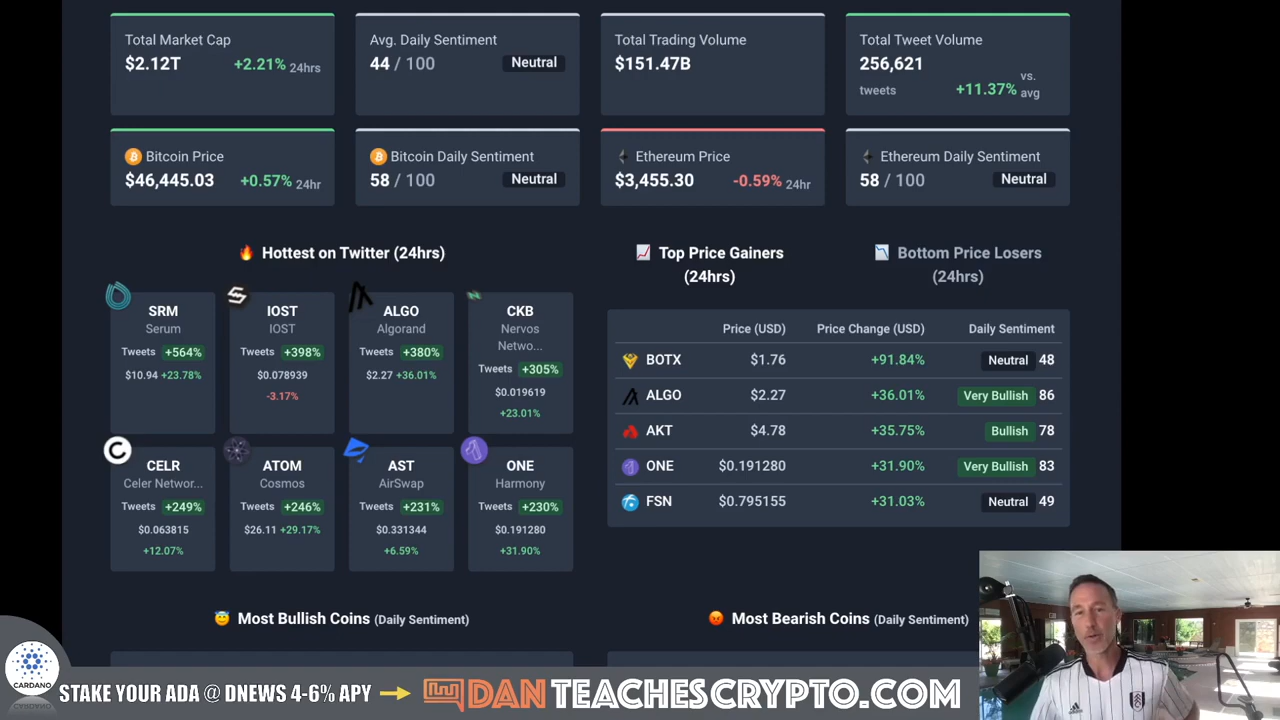 Total Market Cap
$2.12T +2.21% 24hrs
Avg. Daily Sentiment
44 / 100 Neutral
Total Trading Volume
$151.47B
Total Tweet Volume
256,621
tweets +11.37% vs. avg
Bitcoin Price
$46,445.03 +0.57% 24hr
Bitcoin Daily Sentiment
58 / 100 Neutral
Ethereum Price
$3,455.30 -0.59% 24hr
Ethereum Daily Sentiment
58 / 100 Neutral
Hottest on Twitter (24hrs)
SRM
Serum
Tweets +564%
$10.94 +23.78%
IOST
IOST
Tweets +398%
$0.078939
-3.17%
ALGO
Algorand
Tweets +380%
$2.27 +36.01%
CKB
Nervos
Netwo...
Tweets +305%
$0.019619
+23.01%
CELR
Celer Networ...
Tweets +249%
$0.063815
+12.07%
ATOM
Cosmos
Tweets +246%
$26.11 +29.17%
AST
AirSwap
Tweets +231%
$0.331344
+6.59%
ONE
Harmony
Tweets +230%
$0.191280
+31.90%
Top Price Gainers
(24hrs)
Bottom Price Losers
(24hrs)
Price (USD) Price Change (USD) Daily Sentiment
BOTX $1.76 +91.84% Neutral 48
ALGO $2.27 +36.01% Very Bullish 86
AKT $4.78 +35.75% Bullish 78
ONE $0.191280 +31.90% Very Bullish 83
FSN $0.795155 +31.03% Neutral 49
Most Bullish Coins (Daily Sentiment)
Most Bearish Coins (Daily Sentiment)
CARDANO
STAKE YOUR ADA @ DNEWS 4-6% APY
DANTEACHESCRYPTO.COM
adidas